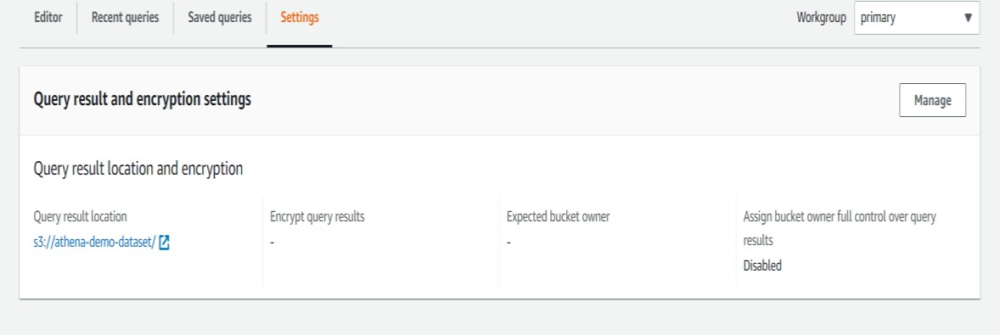 Editor
Recent queries
Saved queries
Settings
Workgroup
primary
Query result and encryption settings
Manage
Query result location and encryption
Query result location
s3://athena-demo-dataset/
Encrypt query results
-
Expected bucket owner
-
Assign bucket owner full control over query
results
Disabled